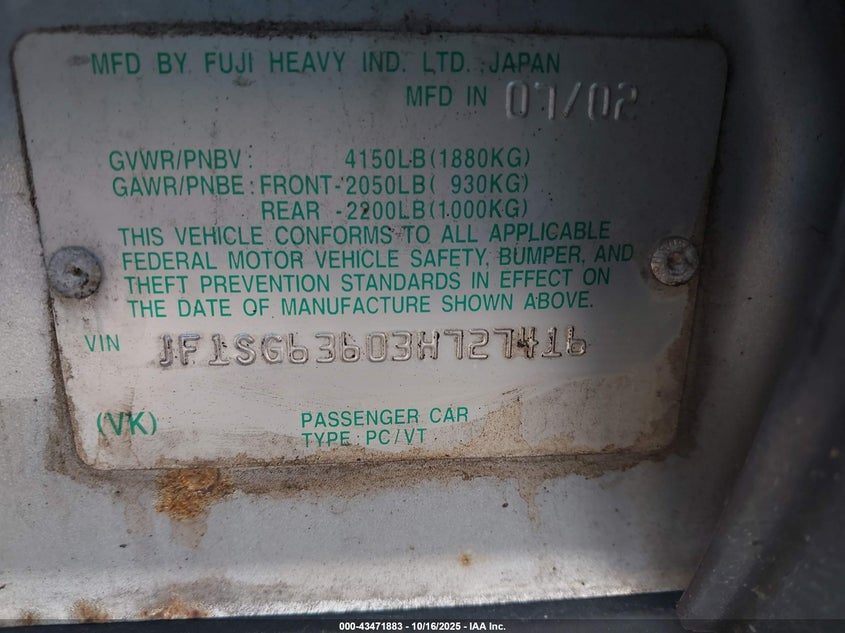 MFD BY FUJI HEAVY IND. LTD. JAPAN
MFD IN 07/02
GVWR/PNBV: 4150LB(1880KG)
GAWR/PNBE: FRONT-2050LB( 930KG)
REAR -2200LB(1000KG)
THIS VEHICLE CONFORMS TO ALL APPLICABLE
FEDERAL MOTOR VEHICLE SAFETY, BUMPER, AND
THEFT PREVENTION STANDARDS IN EFFECT ON
THE DATE OF MANUFACTURE SHOWN ABOVE.
VIN JF1SG63603H727416
(VK) PASSENGER CAR
TYPE: PC/VT
000-43471883 - 10/16/2025 - IAA Inc.